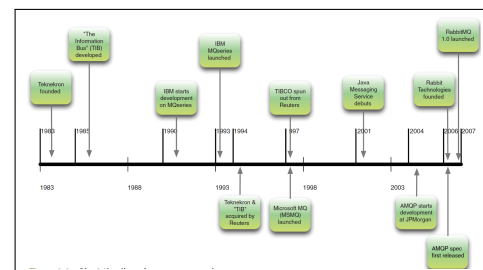 RabbitMQ
1.0 launched
"The
Information
Bus" (TIB)
developed
IBM
MQseries
launched
Teknekron
founded
IBM starts
development
on MQseries
TIBCO spun
out from
Reuters
Java
Messaging
Service
debuts
Rabbit
Technologies
founded
1983
1985
1990
1993
1994
997
2001
2004
2006
2007
1983
1988
1993
1998
2003
Teknekron &
"TIB"
acquired by
Reuters
Microsoft MQ
(MSMQ)
launched
AMQP starts
development
at JPMorgan
AMQP spec
first released